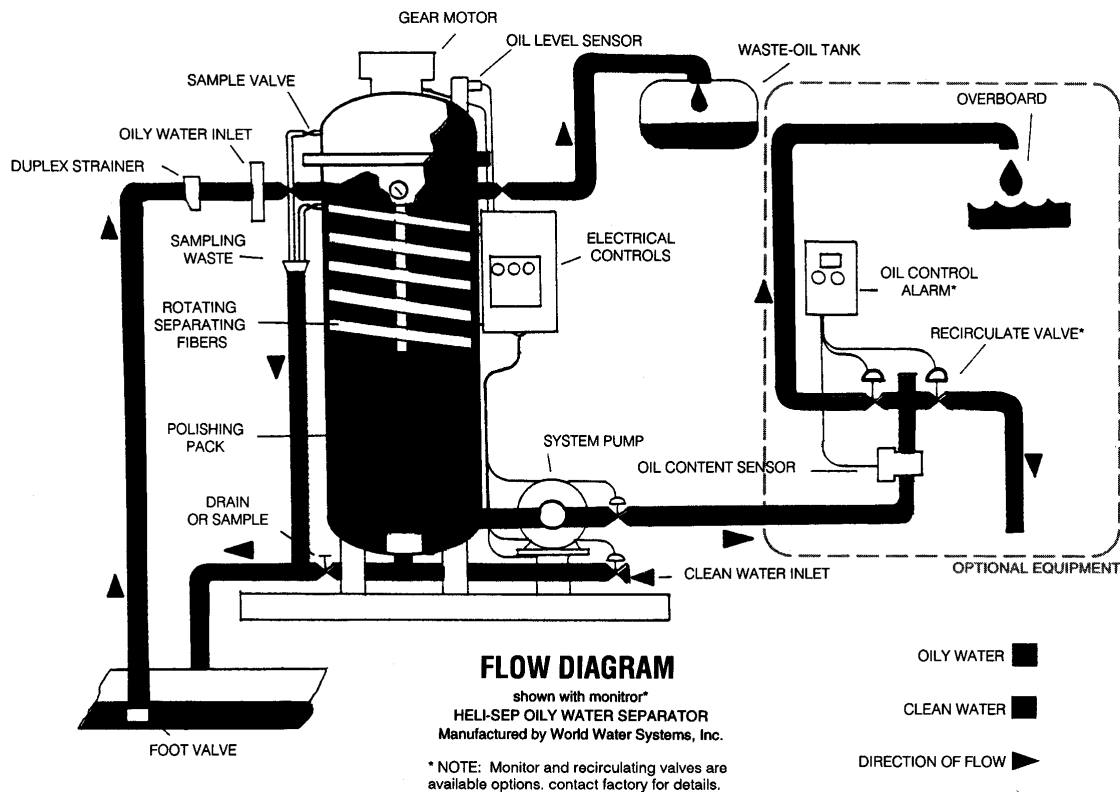 GEAR MOTOR
OIL LEVEL SENSOR
WASTE-OIL TANK
SAMPLE VALVE
OVERBOARD
OILY WATER INLET
DUPLEX STRAINER
SAMPLING
WASTE
ELECTRICAL
CONTROLS
OIL CONTROL
ALARM*
ROTATING
SEPARATING
FIBERS
RECIRCULATE VALVE*
POLISHING
PACK
SYSTEM PUMP
OIL CONTENT SENSOR
DRAIN
OR SAMPLE
CLEAN WATER INLET
OPTIONAL EQUIPMENT
FLOW DIAGRAM
shown with monitror*
HELI-SEP OILY WATER SEPARATOR
Manufactured by World Water Systems, Inc.
* NOTE: Monitor and recirculating valves are
available options. contact factory for details.
OILY WATER
CLEAN WATER
DIRECTION OF FLOW
FOOT VALVE